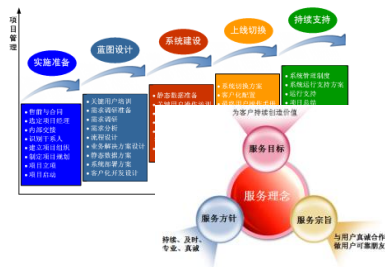 项目管理
实施准备
蓝图设计
系统建设
上线切换
持续支持
售前与合同
选定项目经理
内部交接
识别干系人
建立项目组织
制定项目规划
项目立项
项目启动
关键用户培训
需求调研准备
需求调研
需求分析
流程设计
业务解决方案设计
静态数据方案
系统部署方案
客户化开发设计
静态数据准备
系统切换方案
客户化配置
系统管理制度
系统运行支持方案
运行支持
项目总结
为客户持续创造价值
服务目标
服务理念
服务方针
服务宗旨
持续、及时、
专业、真诚
与用户真诚合作
做用户可靠朋友